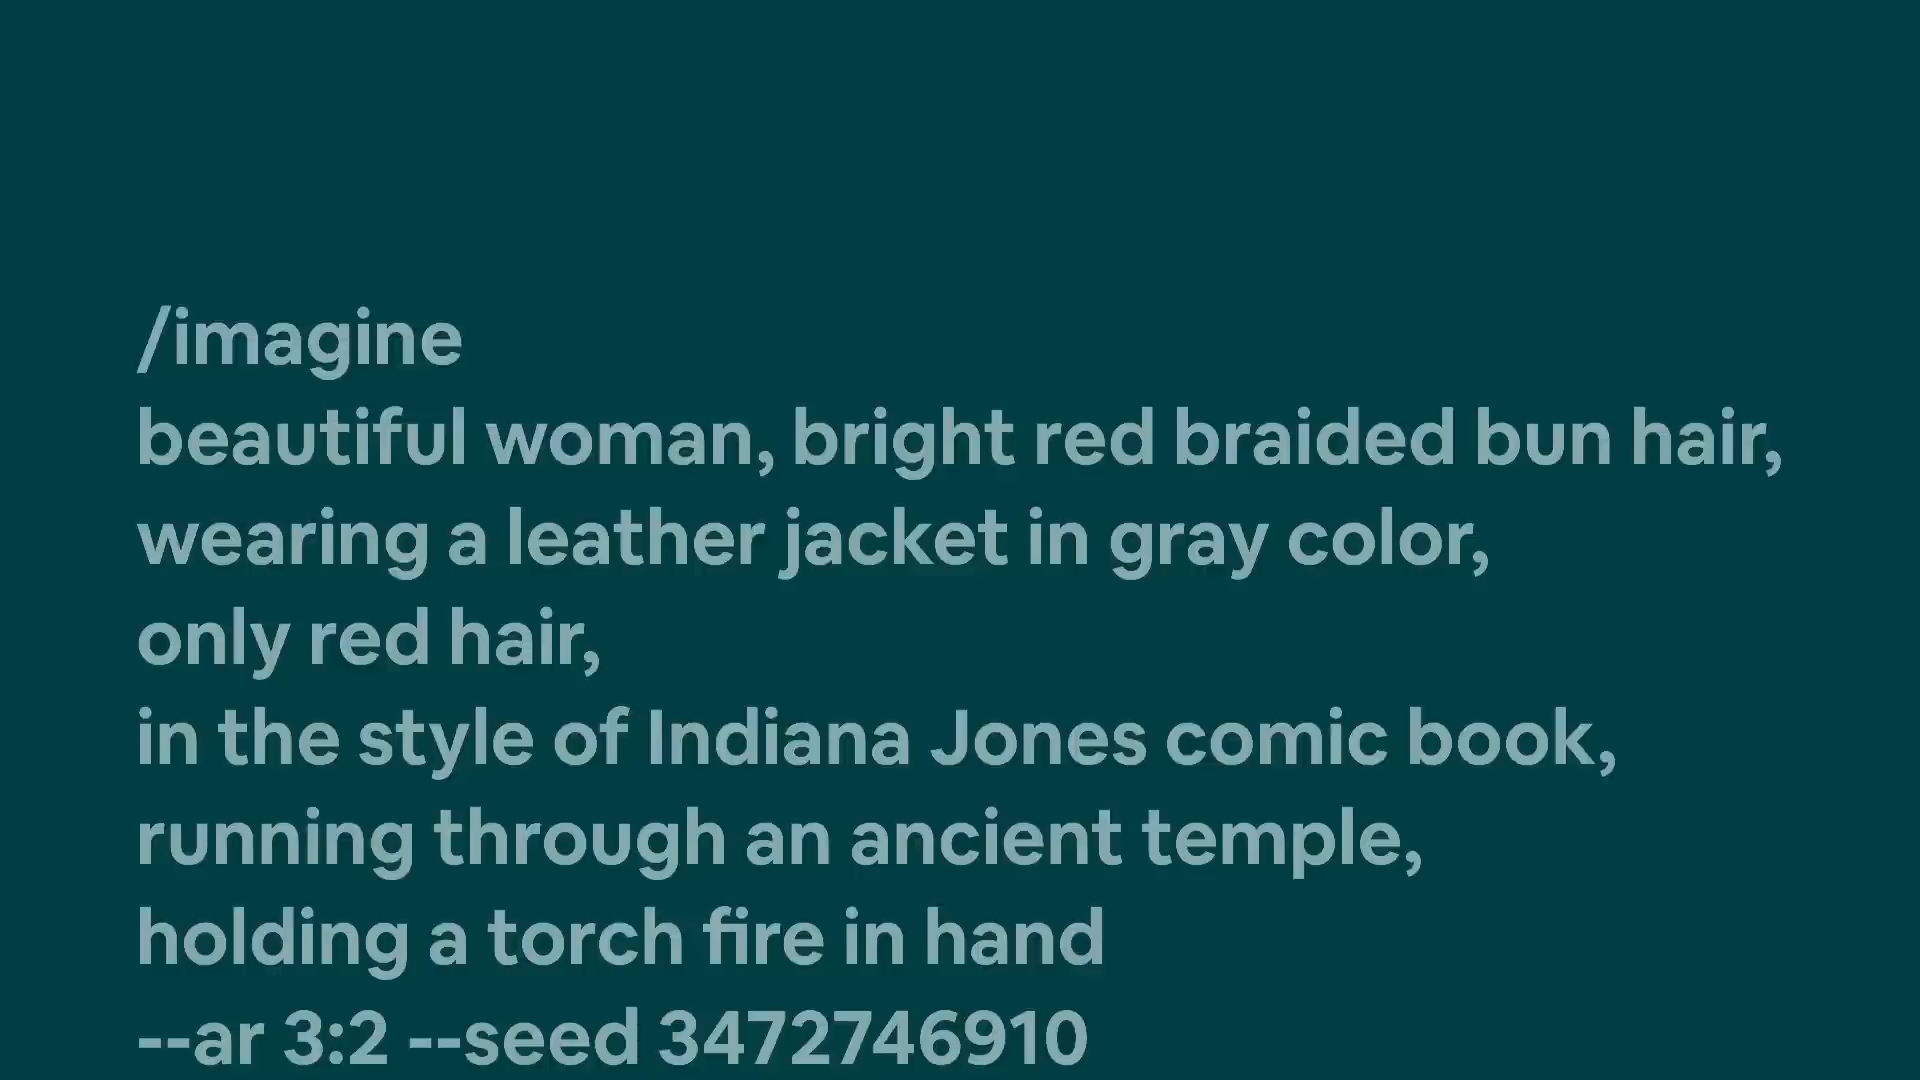 /imagine
beautiful woman, bright red braided bun hair,
wearing a leather jacket in gray color,
only red hair,
in the style of Indiana Jones comic book,
running through an ancient temple,
holding a torch fire in hand
--ar 3:2 --seed 3472746910